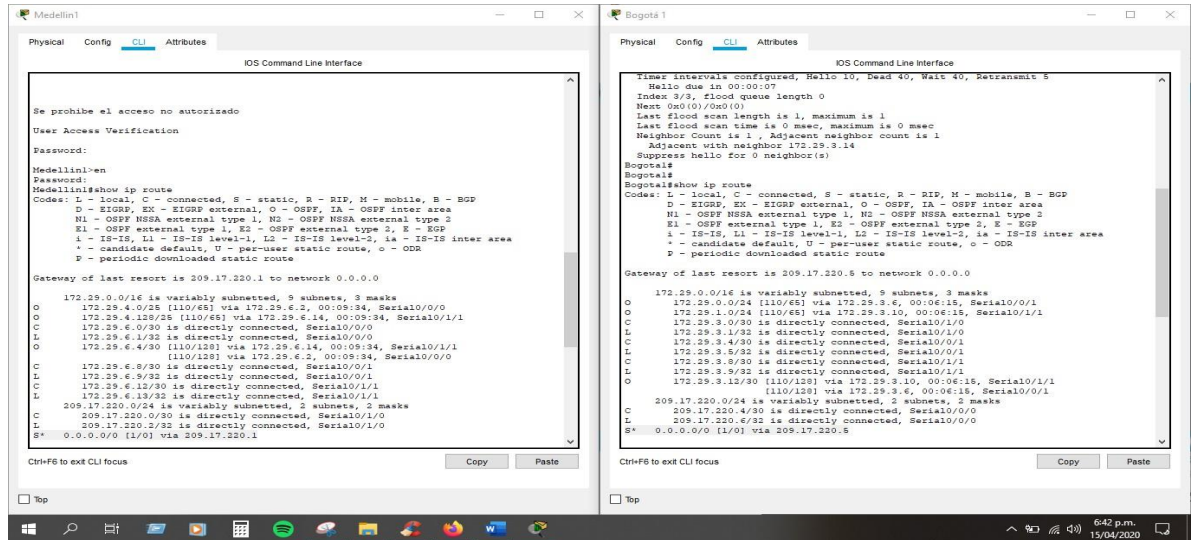 Medellin1
Physical Config CLI Attributes
IOS Command Line Interface
Se prohibe el acceso no autorizado
User Access Verification
Password:
Medellin1>en
Password:
Medellin1#show ip route
Codes: L - local, C - connected, S - static, R - RIP, M - mobile, B - BGP
D - EIGRP, EX - EIGRP external, O - OSPF, IA - OSPF inter area
N1 - OSPF NSSA external type 1, N2 - OSPF NSSA external type 2
E1 - OSPF external type 1, E2 - OSPF external type 2, E - EGP
i - IS-IS, L1 - IS-IS level-1, L2 - IS-IS level-2, ia - IS-IS inter area
* - candidate default, U - per-user static route, o - ODR
P - periodic downloaded static route
Gateway of last resort is 209.17.220.1 to network 0.0.0.0
172.29.0.0/16 is variably subnetted, 9 subnets, 3 masks
O 172.29.4.0/25 [110/65] via 172.29.6.2, 00:09:34, Serial0/0/0
O 172.29.4.128/25 [110/65] via 172.29.6.14, 00:09:34, Serial0/1/1
C 172.29.6.0/30 is directly connected, Serial0/0/0
L 172.29.6.1/32 is directly connected, Serial0/0/0
O 172.29.6.4/30 [110/128] via 172.29.6.14, 00:09:34, Serial0/1/1
[110/128] via 172.29.6.2, 00:09:34, Serial0/0/0
C 172.29.6.8/30 is directly connected, Serial0/0/1
L 172.29.6.9/32 is directly connected, Serial0/0/1
C 172.29.6.12/30 is directly connected, Serial0/1/1
L 172.29.6.13/32 is directly connected, Serial0/1/1
209.17.220.0/24 is variably subnetted, 2 subnets, 2 masks
C 209.17.220.0/30 is directly connected, Serial0/1/0
L 209.17.220.2/32 is directly connected, Serial0/1/0
S* 0.0.0.0/0 [1/0] via 209.17.220.1
Ctrl+F6 to exit CLI focus
Copy Paste
Top
Bogotá 1
Physical Config CLI Attributes
IOS Command Line Interface
Timer intervals configured, Hello 10, Dead 40, Wait 40, Retransmit 5
Hello due in 00:00:07
Index 3/3, flood queue length 0
Next 0x0(0)/0x0(0)
Last flood scan length is 1, maximum is 1
Last flood scan time is 0 msec, maximum is 0 msec
Neighbor Count is 1 , Adjacent neighbor count is 1
Adjacent with neighbor 172.29.3.14
Suppress hello for 0 neighbor(s)
Bogota1#
Bogota1#
Bogota1#show ip route
Codes: L - local, C - connected, S - static, R - RIP, M - mobile, B - BGP
D - EIGRP, EX - EIGRP external, O - OSPF, IA - OSPF inter area
N1 - OSPF NSSA external type 1, N2 - OSPF NSSA external type 2
E1 - OSPF external type 1, E2 - OSPF external type 2, E - EGP
i - IS-IS, L1 - IS-IS level-1, L2 - IS-IS level-2, ia - IS-IS inter area
* - candidate default, U - per-user static route, o - ODR
P - periodic downloaded static route
Gateway of last resort is 209.17.220.5 to network 0.0.0.0
172.29.0.0/16 is variably subnetted, 9 subnets, 3 masks
O 172.29.0.0/24 [110/65] via 172.29.3.6, 00:06:15, Serial0/0/1
O 172.29.1.0/24 [110/65] via 172.29.3.10, 00:06:15, Serial0/1/1
C 172.29.3.0/30 is directly connected, Serial0/1/0
L 172.29.3.1/32 is directly connected, Serial0/1/0
C 172.29.3.4/30 is directly connected, Serial0/0/1
L 172.29.3.5/32 is directly connected, Serial0/0/1
C 172.29.3.8/30 is directly connected, Serial0/1/1
L 172.29.3.9/32 is directly connected, Serial0/1/1
O 172.29.3.12/30 [110/128] via 172.29.3.10, 00:06:15, Serial0/1/1
[110/128] via 172.29.3.6, 00:06:15, Serial0/0/1
209.17.220.0/24 is variably subnetted, 2 subnets, 2 masks
C 209.17.220.4/30 is directly connected, Serial0/0/0
L 209.17.220.6/32 is directly connected, Serial0/0/0
S* 0.0.0.0/0 [1/0] via 209.17.220.5
Ctrl+F6 to exit CLI focus
Copy Paste
Top
6:42 p.m.
15/04/2020